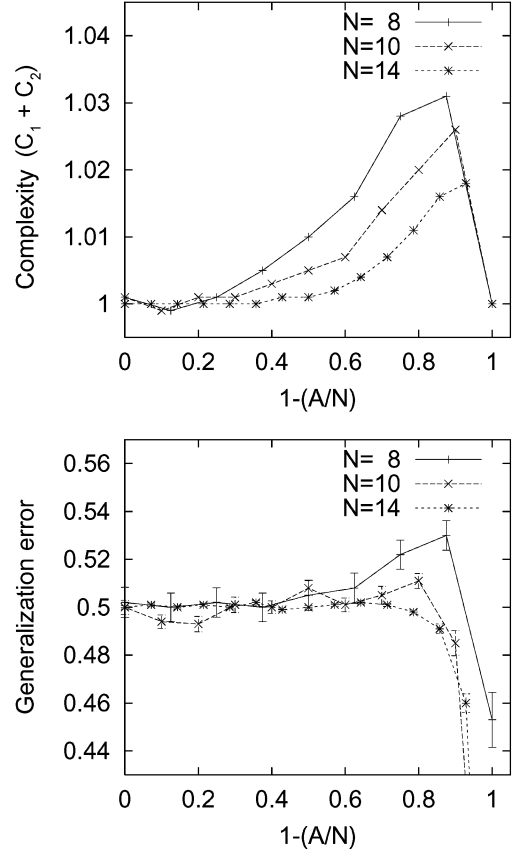 1.04
1.03
1.02
1.01
1
Complexity (C1 + C2)
N= 8
N=10
N=14
0 0.2 0.4 0.6 0.8 1
1-(A/N)
0.56
0.54
0.52
0.5
0.48
0.46
0.44
Generalization error
N= 8
N=10
N=14
0 0.2 0.4 0.6 0.8 1
1-(A/N)